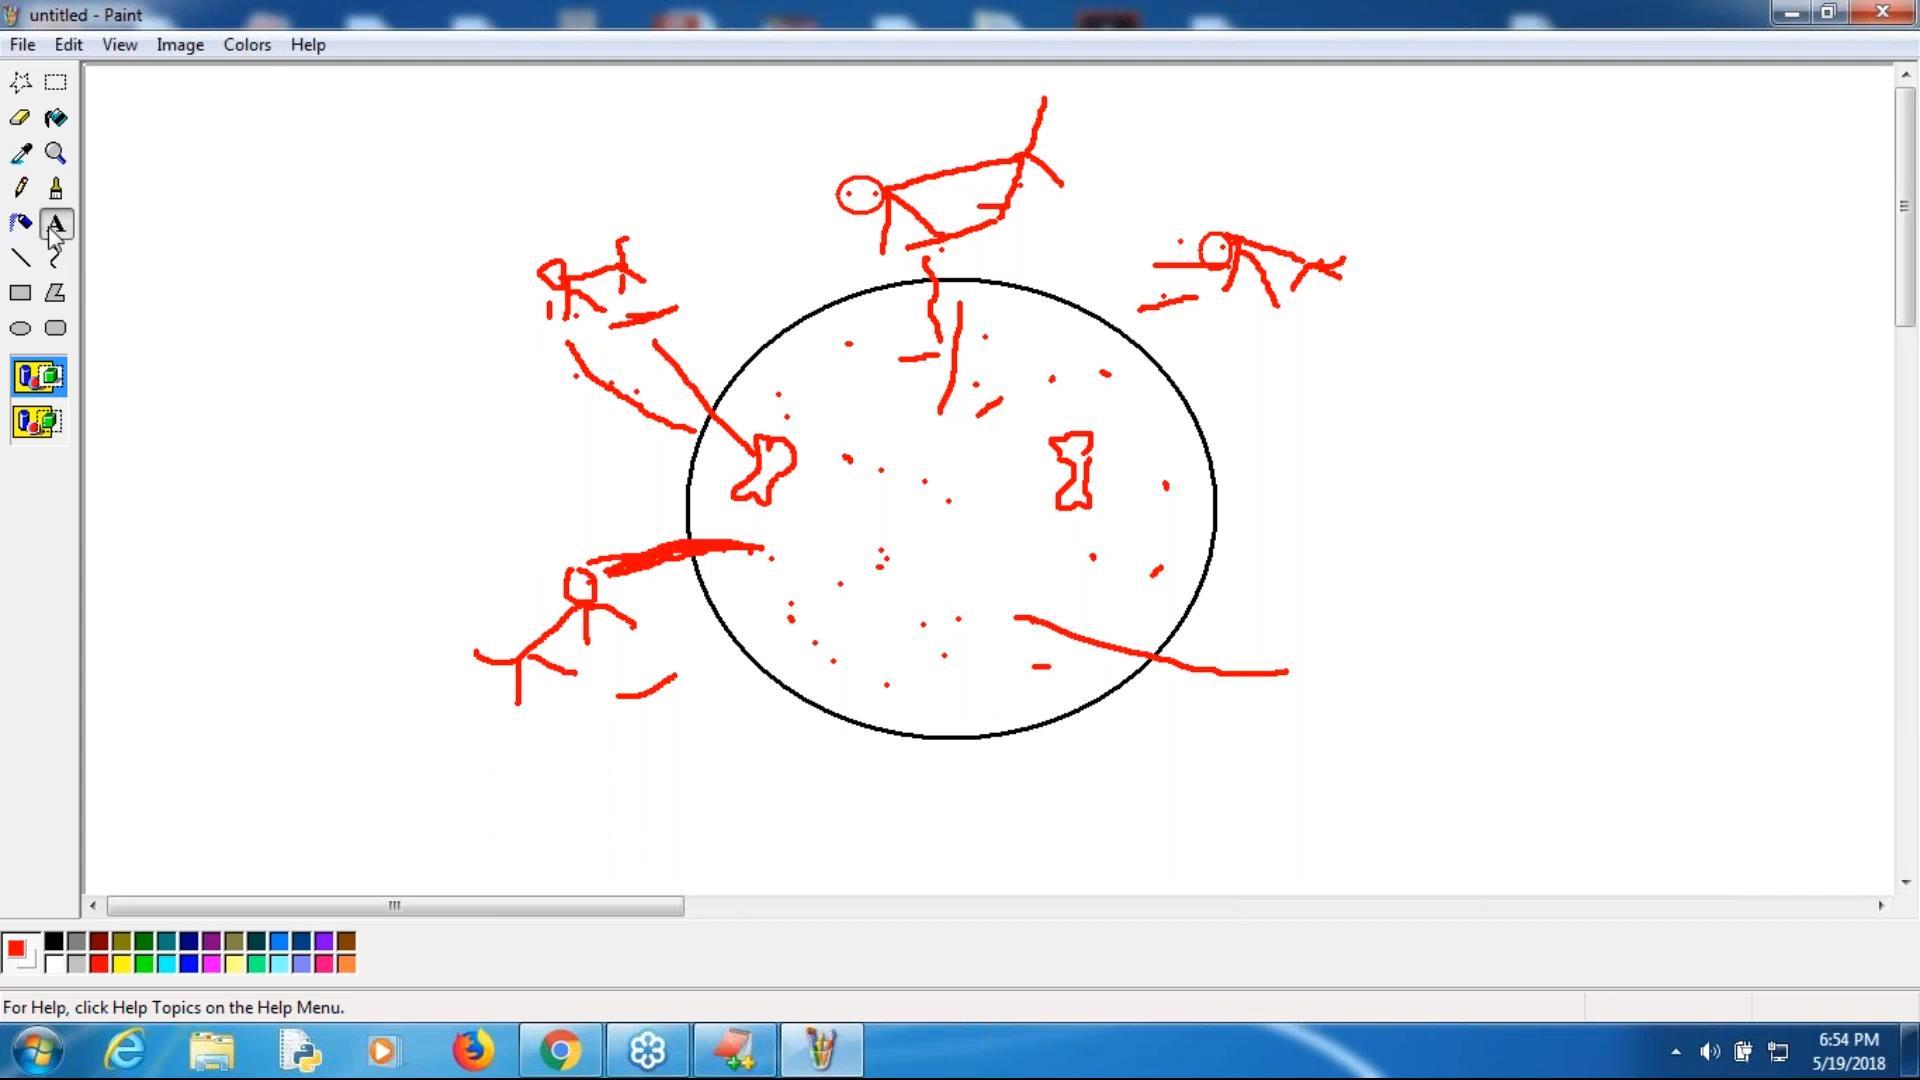 untitled - Paint
File Edit View Image Colors Help
A
For Help, click Help Topics on the Help Menu.
6:54 PM
5/19/2018